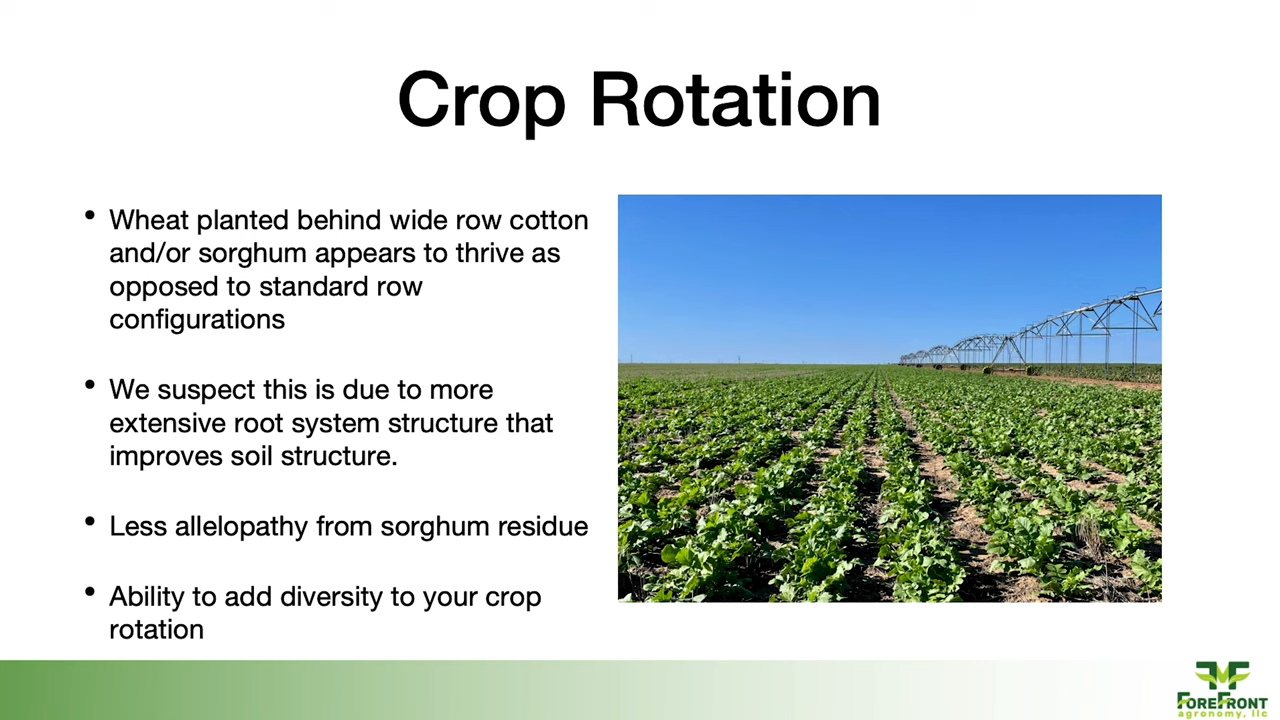 Crop Rotation
• Wheat planted behind wide row cotton
and/or sorghum appears to thrive as
opposed to standard row
configurations
• We suspect this is due to more
extensive root system structure that
improves soil structure.
• Less allelopathy from sorghum residue
• Ability to add diversity to your crop
rotation
FOREFRONT
agronomy, llc